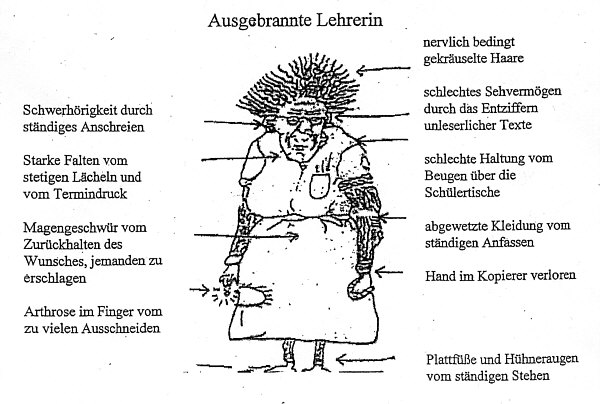 Ausgebrannte Lehrerin
Schwerhörigkeit durch
ständiges Anschreien
Starke Falten vom
stetigen Lächeln und
vom Termindruck
Magengeschwür vom
Zurückhalten des
Wunsches, jemanden zu
erschlagen
Arthrose im Finger vom
zu vielen Ausschneiden
nervlich bedingt
gekräuselte Haare
schlechtes Sehvermögen
durch das Entziffern
unleserlicher Texte
schlechte Haltung vom
Beugen über die
Schülertische
abgewetzte Kleidung vom
ständigen Anfassen
Hand im Kopierer verloren
Plattfüße und Hühneraugen
vom ständigen Stehen